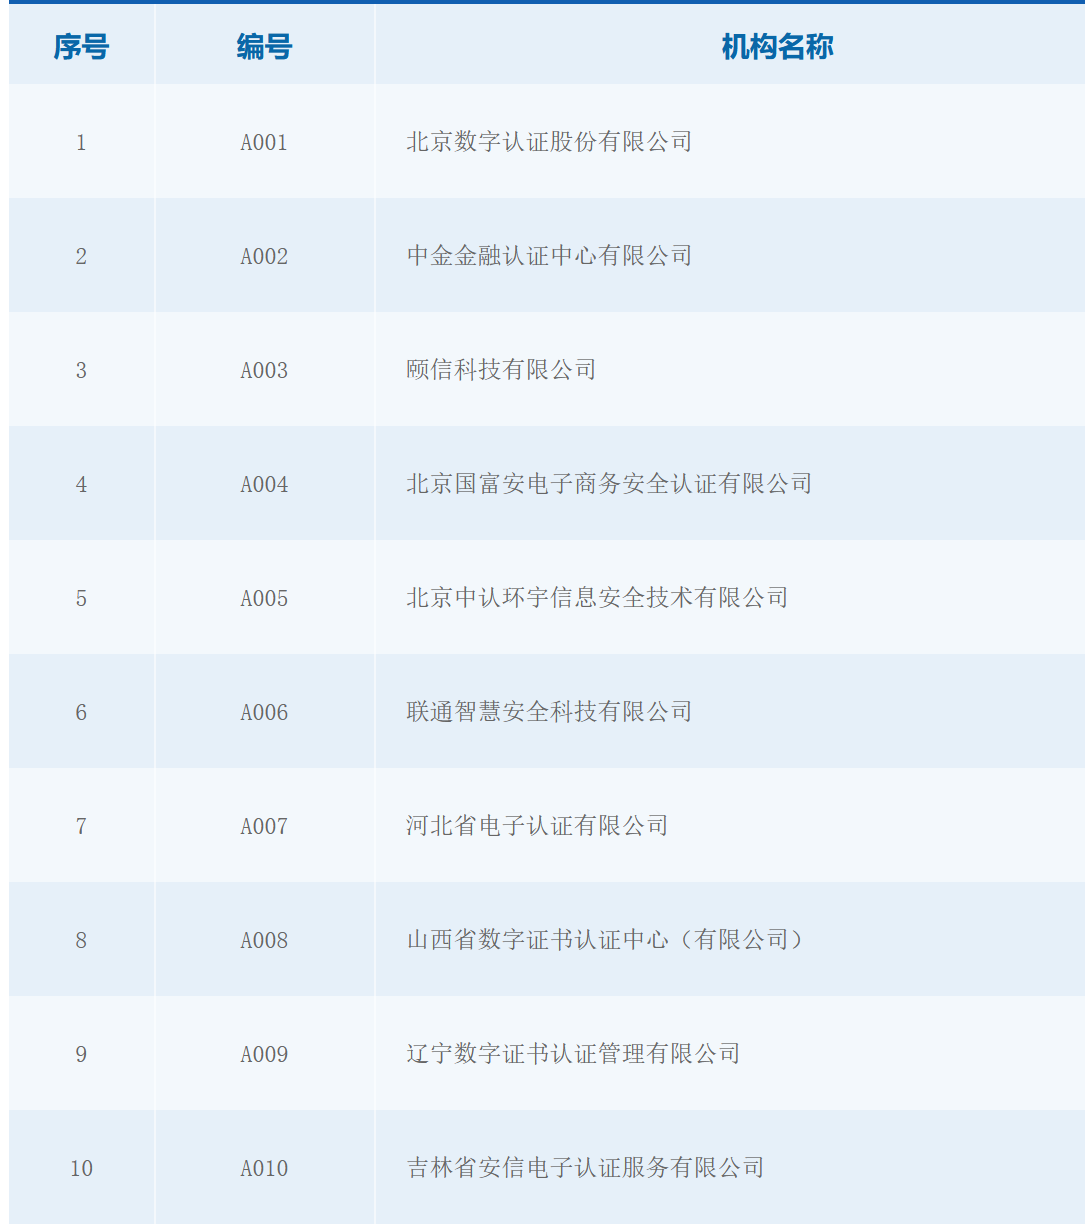 序号 编号 机构名称
1 A001 北京数字认证股份有限公司
2 A002 中金金融认证中心有限公司
3 A003 颐信科技有限公司
4 A004 北京国富安电子商务安全认证有限公司
5 A005 北京中认环宇信息安全技术有限公司
6 A006 联通智慧安全科技有限公司
7 A007 河北省电子认证有限公司
8 A008 山西省数字证书认证中心（有限公司）
9 A009 辽宁数字证书认证管理有限公司
10 A010 吉林省安信电子认证服务有限公司